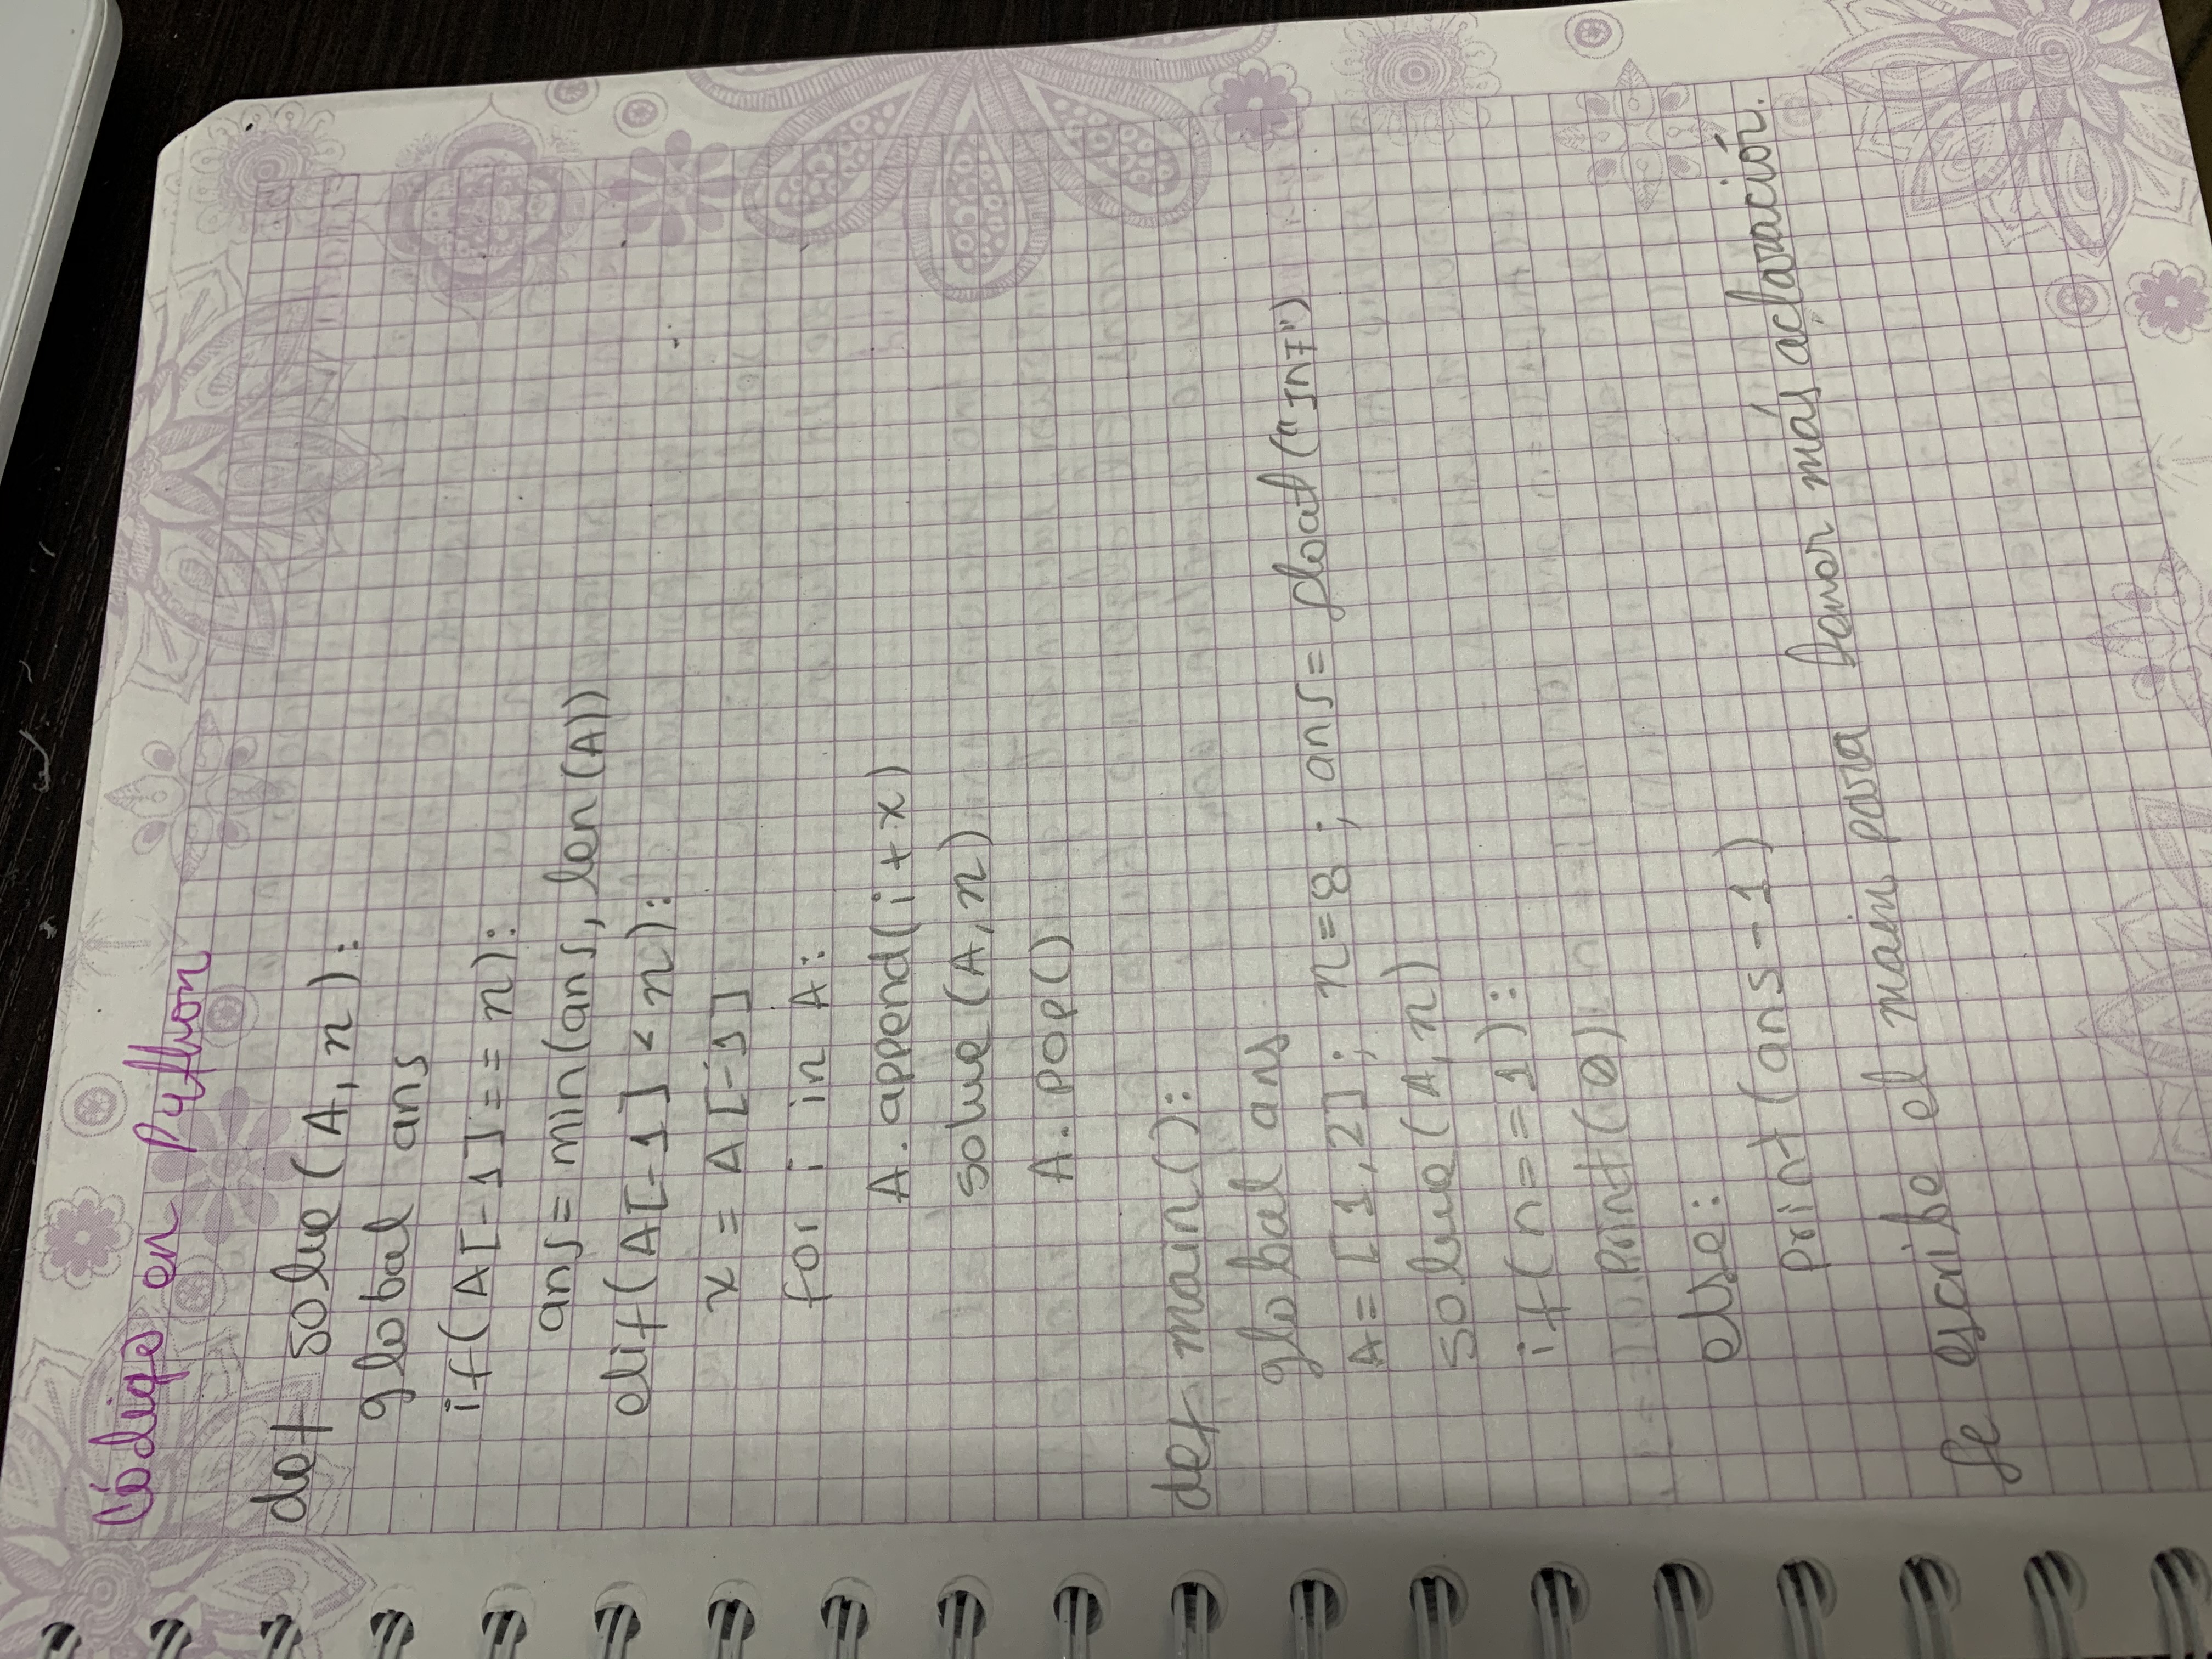 Código en Python
def solve(A, n):
global ans
if(A[-1]==n):
ans= min(ans, len(A))
elif(A[-1] < n):
x = A[-1]
for i in A:
A.append(i+x)
solve(A,n)
A.pop()
def main():
global ans
A=[1,2]; n=8; ans= float("Inf")
solve(A,n)
if(n==1):
print(0)
else:
print(ans-1)
Se escribe el main para tener más aclaración.